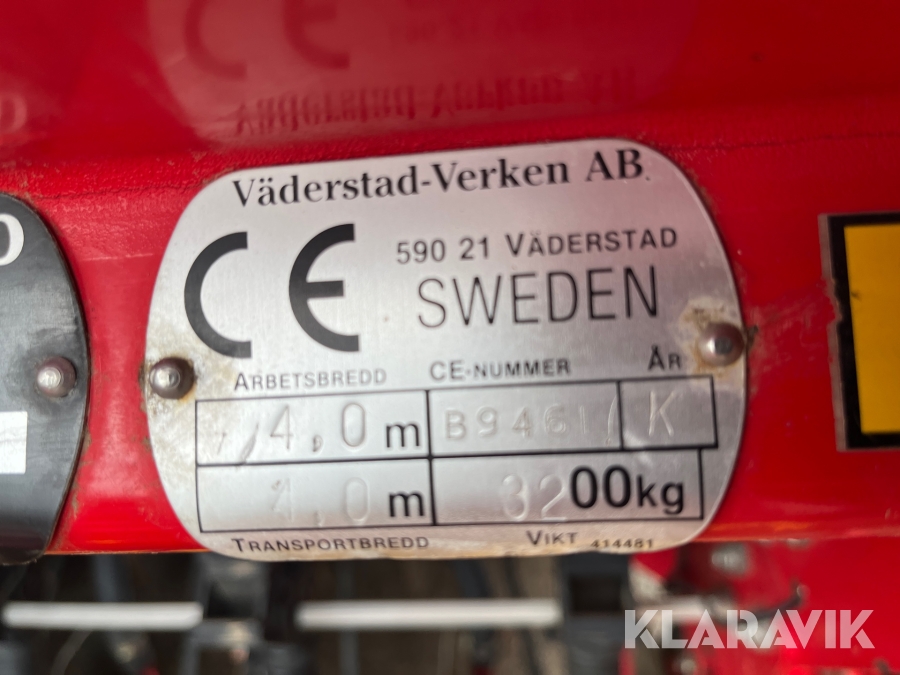 Väderstad-Verken AB.
CE
590 21 VÄDERSTAD
SWEDEN
ARBETSBREDD CE-NUMMER ÅR
4,0 m B9461 K
4,0 m 3200kg
TRANSPORTBREDD VIKT 414481
KLARAVIK